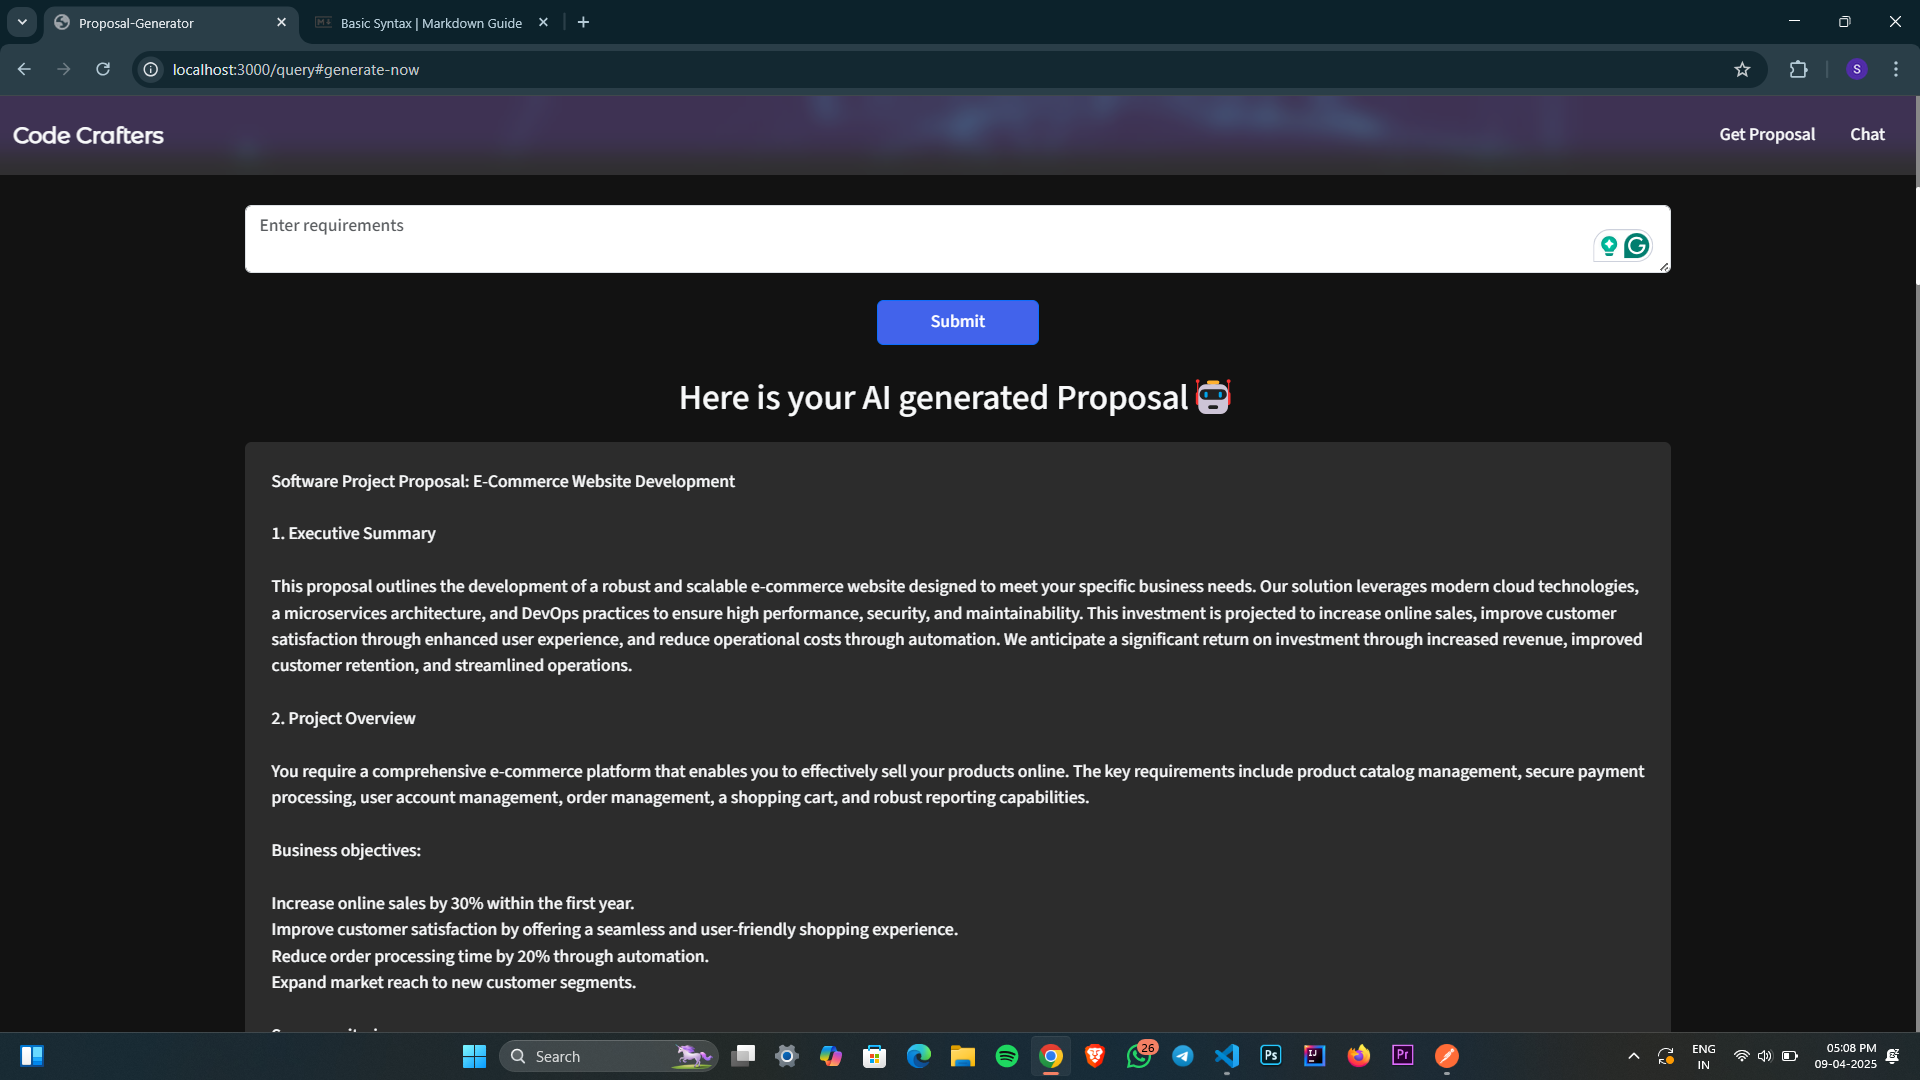 Proposal-Generator
Basic Syntax | Markdown Guide
localhost:3000/query#generate-now
S
Code Crafters
Get Proposal
Chat
Enter requirements
Submit
Here is your AI generated Proposal
Software Project Proposal: E-Commerce Website Development
1. Executive Summary
This proposal outlines the development of a robust and scalable e-commerce website designed to meet your specific business needs. Our solution leverages modern cloud technologies,
a microservices architecture, and DevOps practices to ensure high performance, security, and maintainability. This investment is projected to increase online sales, improve customer
satisfaction through enhanced user experience, and reduce operational costs through automation. We anticipate a significant return on investment through increased revenue, improved
customer retention, and streamlined operations.
2. Project Overview
You require a comprehensive e-commerce platform that enables you to effectively sell your products online. The key requirements include product catalog management, secure payment
processing, user account management, order management, a shopping cart, and robust reporting capabilities.
Business objectives:
Increase online sales by 30% within the first year.
Improve customer satisfaction by offering a seamless and user-friendly shopping experience.
Reduce order processing time by 20% through automation.
Expand market reach to new customer segments.
Search
26
Ps
IJ
Pr
ENG
IN
05:08 PM
09-04-2025